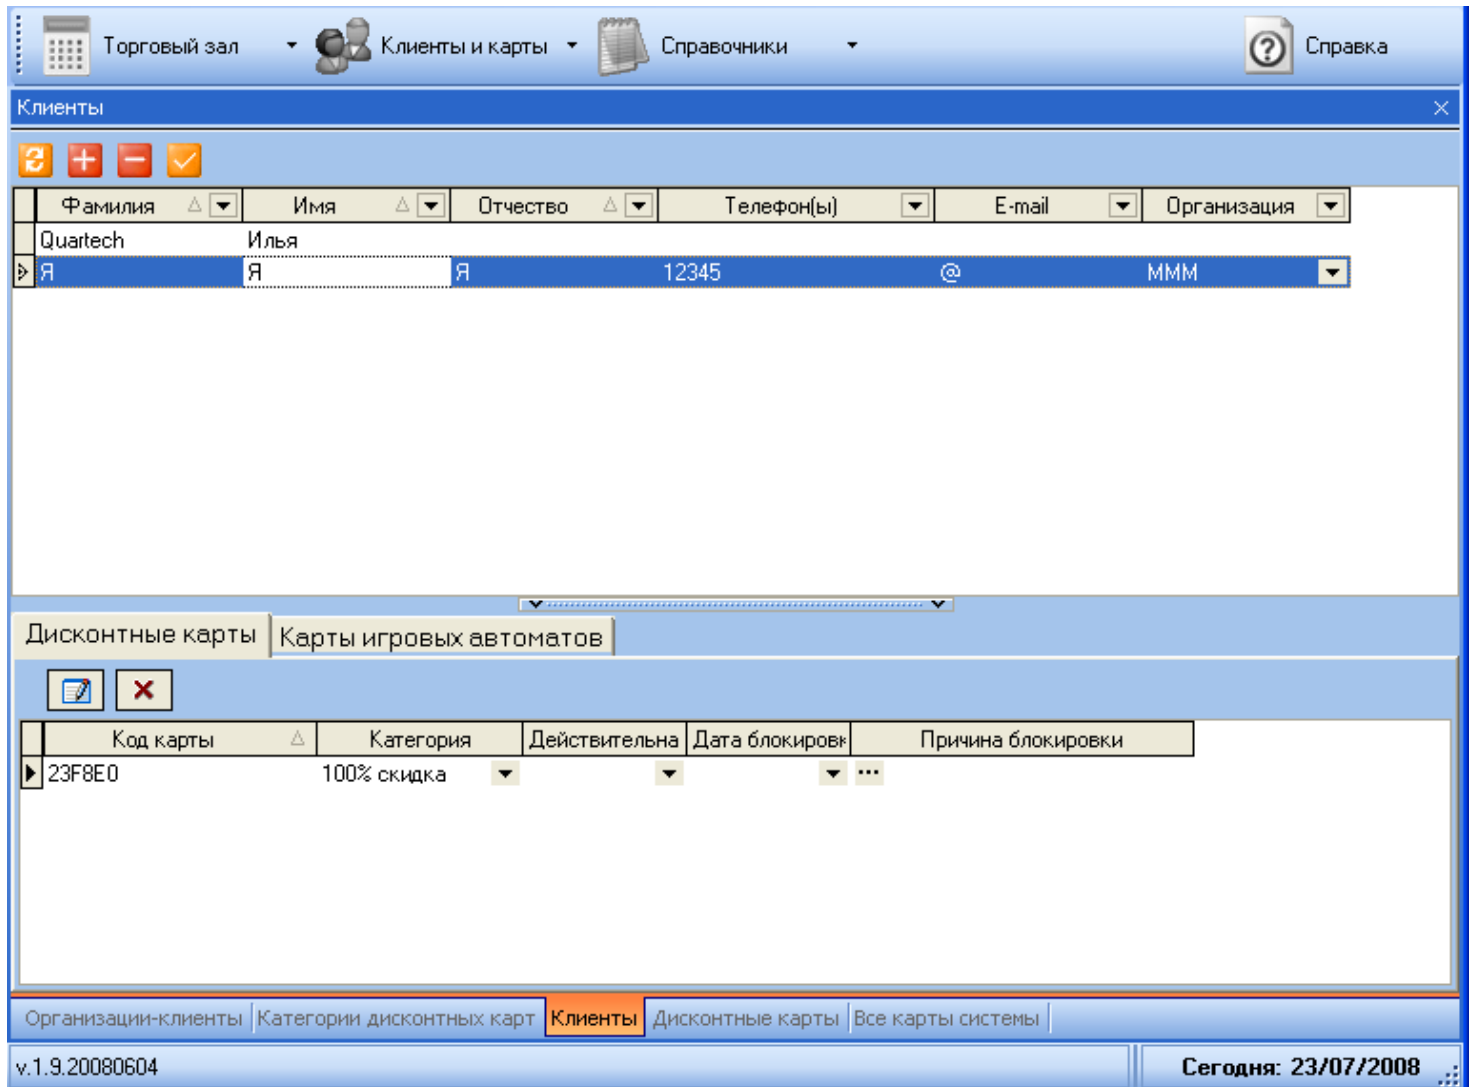 Торговый зал Клиенты и карты Справочники Справка
Клиенты
Фамилия Имя Отчество Телефон(ы) E-mail Организация
Quartech Илья
Я Я Я 12345 @ МММ
Дисконтные карты Карты игровых автоматов
Код карты Категория Действительна Дата блокировк Причина блокировки
23F8E0 100% скидка
Организации-клиенты Категории дисконтных карт Клиенты Дисконтные карты Все карты системы
v.1.9.20080604 Сегодня: 23/07/2008